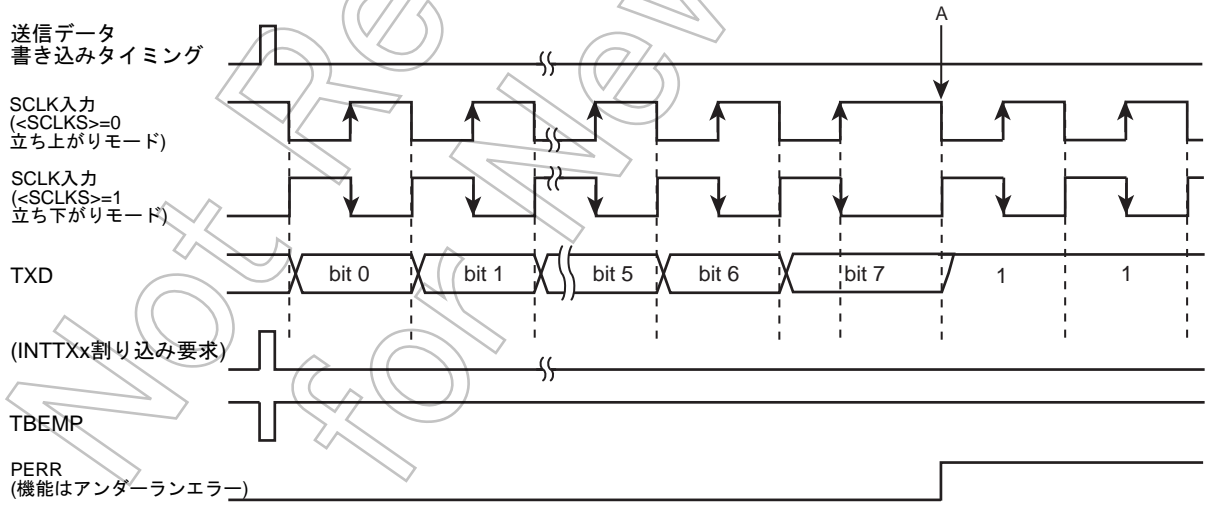 A
送信データ
書き込みタイミング
SCLK入力
(<SCLKS>=0
立ち上がりモード)
SCLK入力
(<SCLKS>=1
立ち下がりモード)
TXD
bit 0 bit 1 bit 5 bit 6 bit 7 1 1
(INTTXx割り込み要求)
TBEMP
PERR
(機能はアンダーランエラー)
Not Re
for New